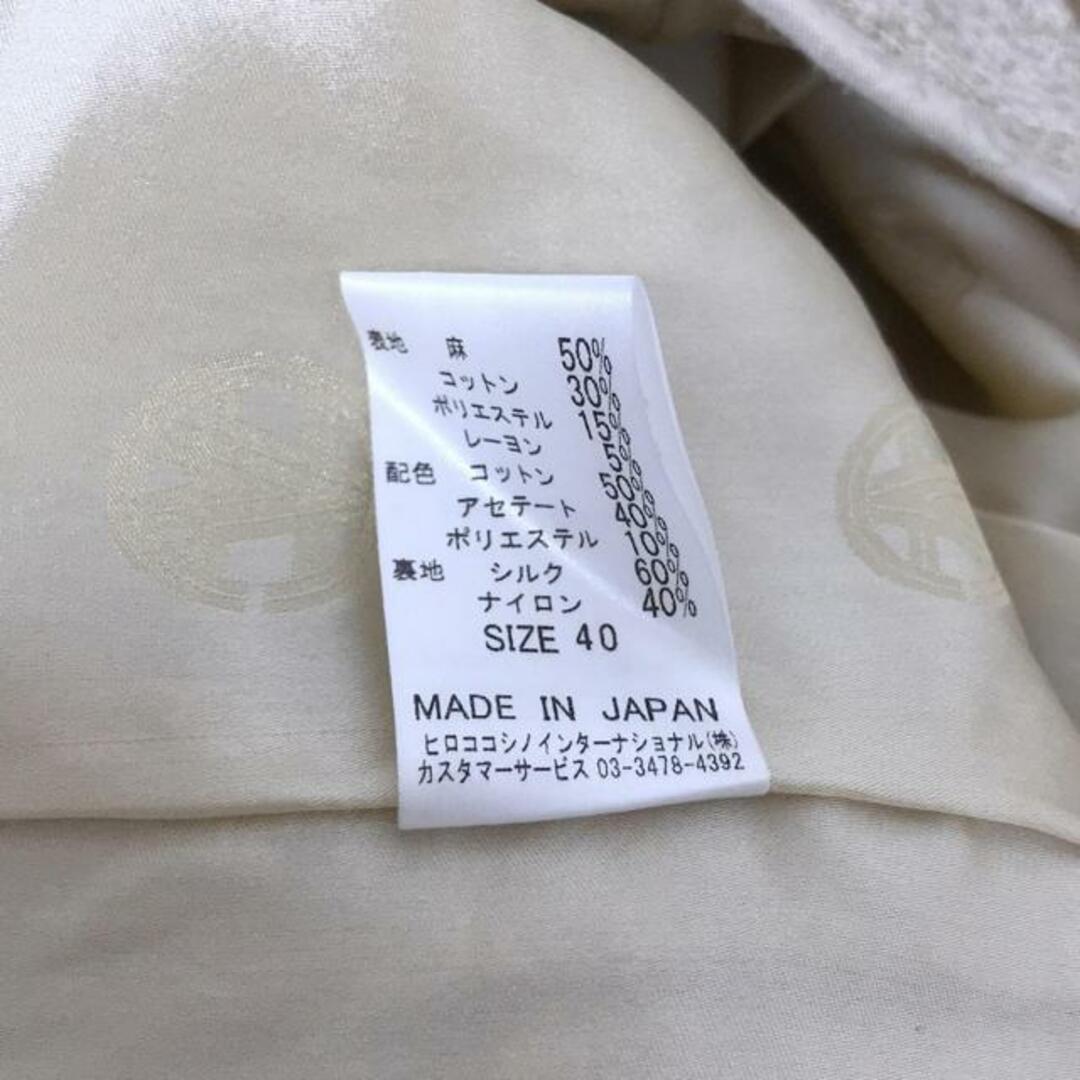 表地 麻 50%
コットン 30%
ポリエステル 15%
レーヨン 5%
配色 コットン 50%
アセテート 40%
ポリエステル 10%
裏地 シルク 60%
ナイロン 40%
SIZE 40
MADE IN JAPAN
ヒロココシノインターナショナル(株)
カスタマーサービス 03-3478-4392